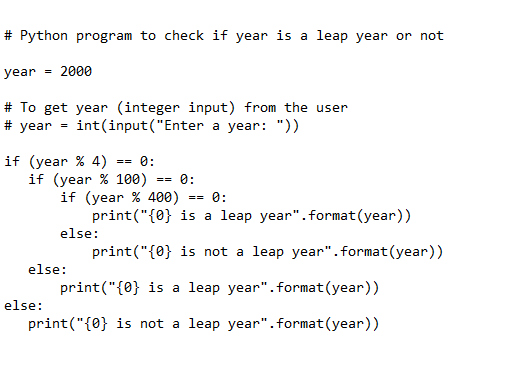 # Python program to check if year is a leap year or not
year = 2000
# To get year (integer input) from the user
# year = int(input("Enter a year: "))
if (year % 4) == 0:
   if (year % 100) == 0:
       if (year % 400) == 0:
           print("{0} is a leap year".format(year))
       else:
           print("{0} is not a leap year".format(year))
   else:
       print("{0} is a leap year".format(year))
else:
   print("{0} is not a leap year".format(year))